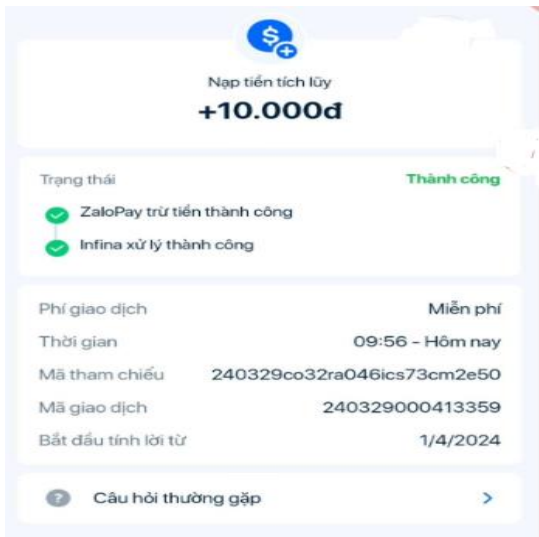 Nạp tiền tích lũy
+10.000đ
Trạng thái Thành công
ZaloPay trừ tiền thành công
Infina xử lý thành công
Phí giao dịch Miễn phí
Thời gian 09:56 - Hôm nay
Mã tham chiếu 240329co32ra046ics73cm2e50
Mã giao dịch 240329000413359
Bắt đầu tính lời từ 1/4/2024
Câu hỏi thường gặp